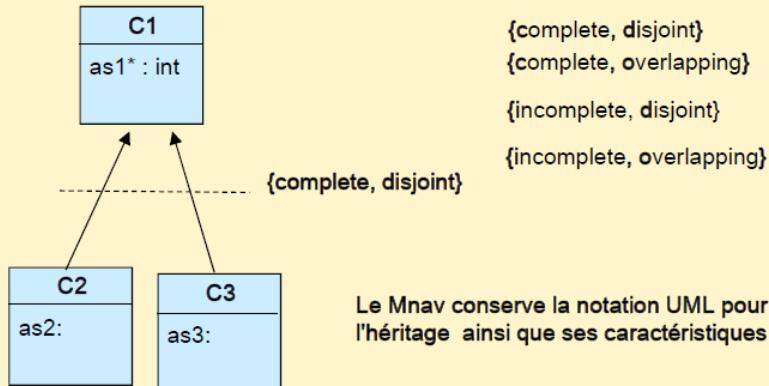 C1
as1* : int
{complete, disjoint}
{complete, overlapping}
{incomplete, disjoint}
{incomplete, overlapping}
{complete, disjoint}
C2
as2:
C3
as3:
Le Mnav conserve la notation UML pour
l'héritage ainsi que ses caractéristiques